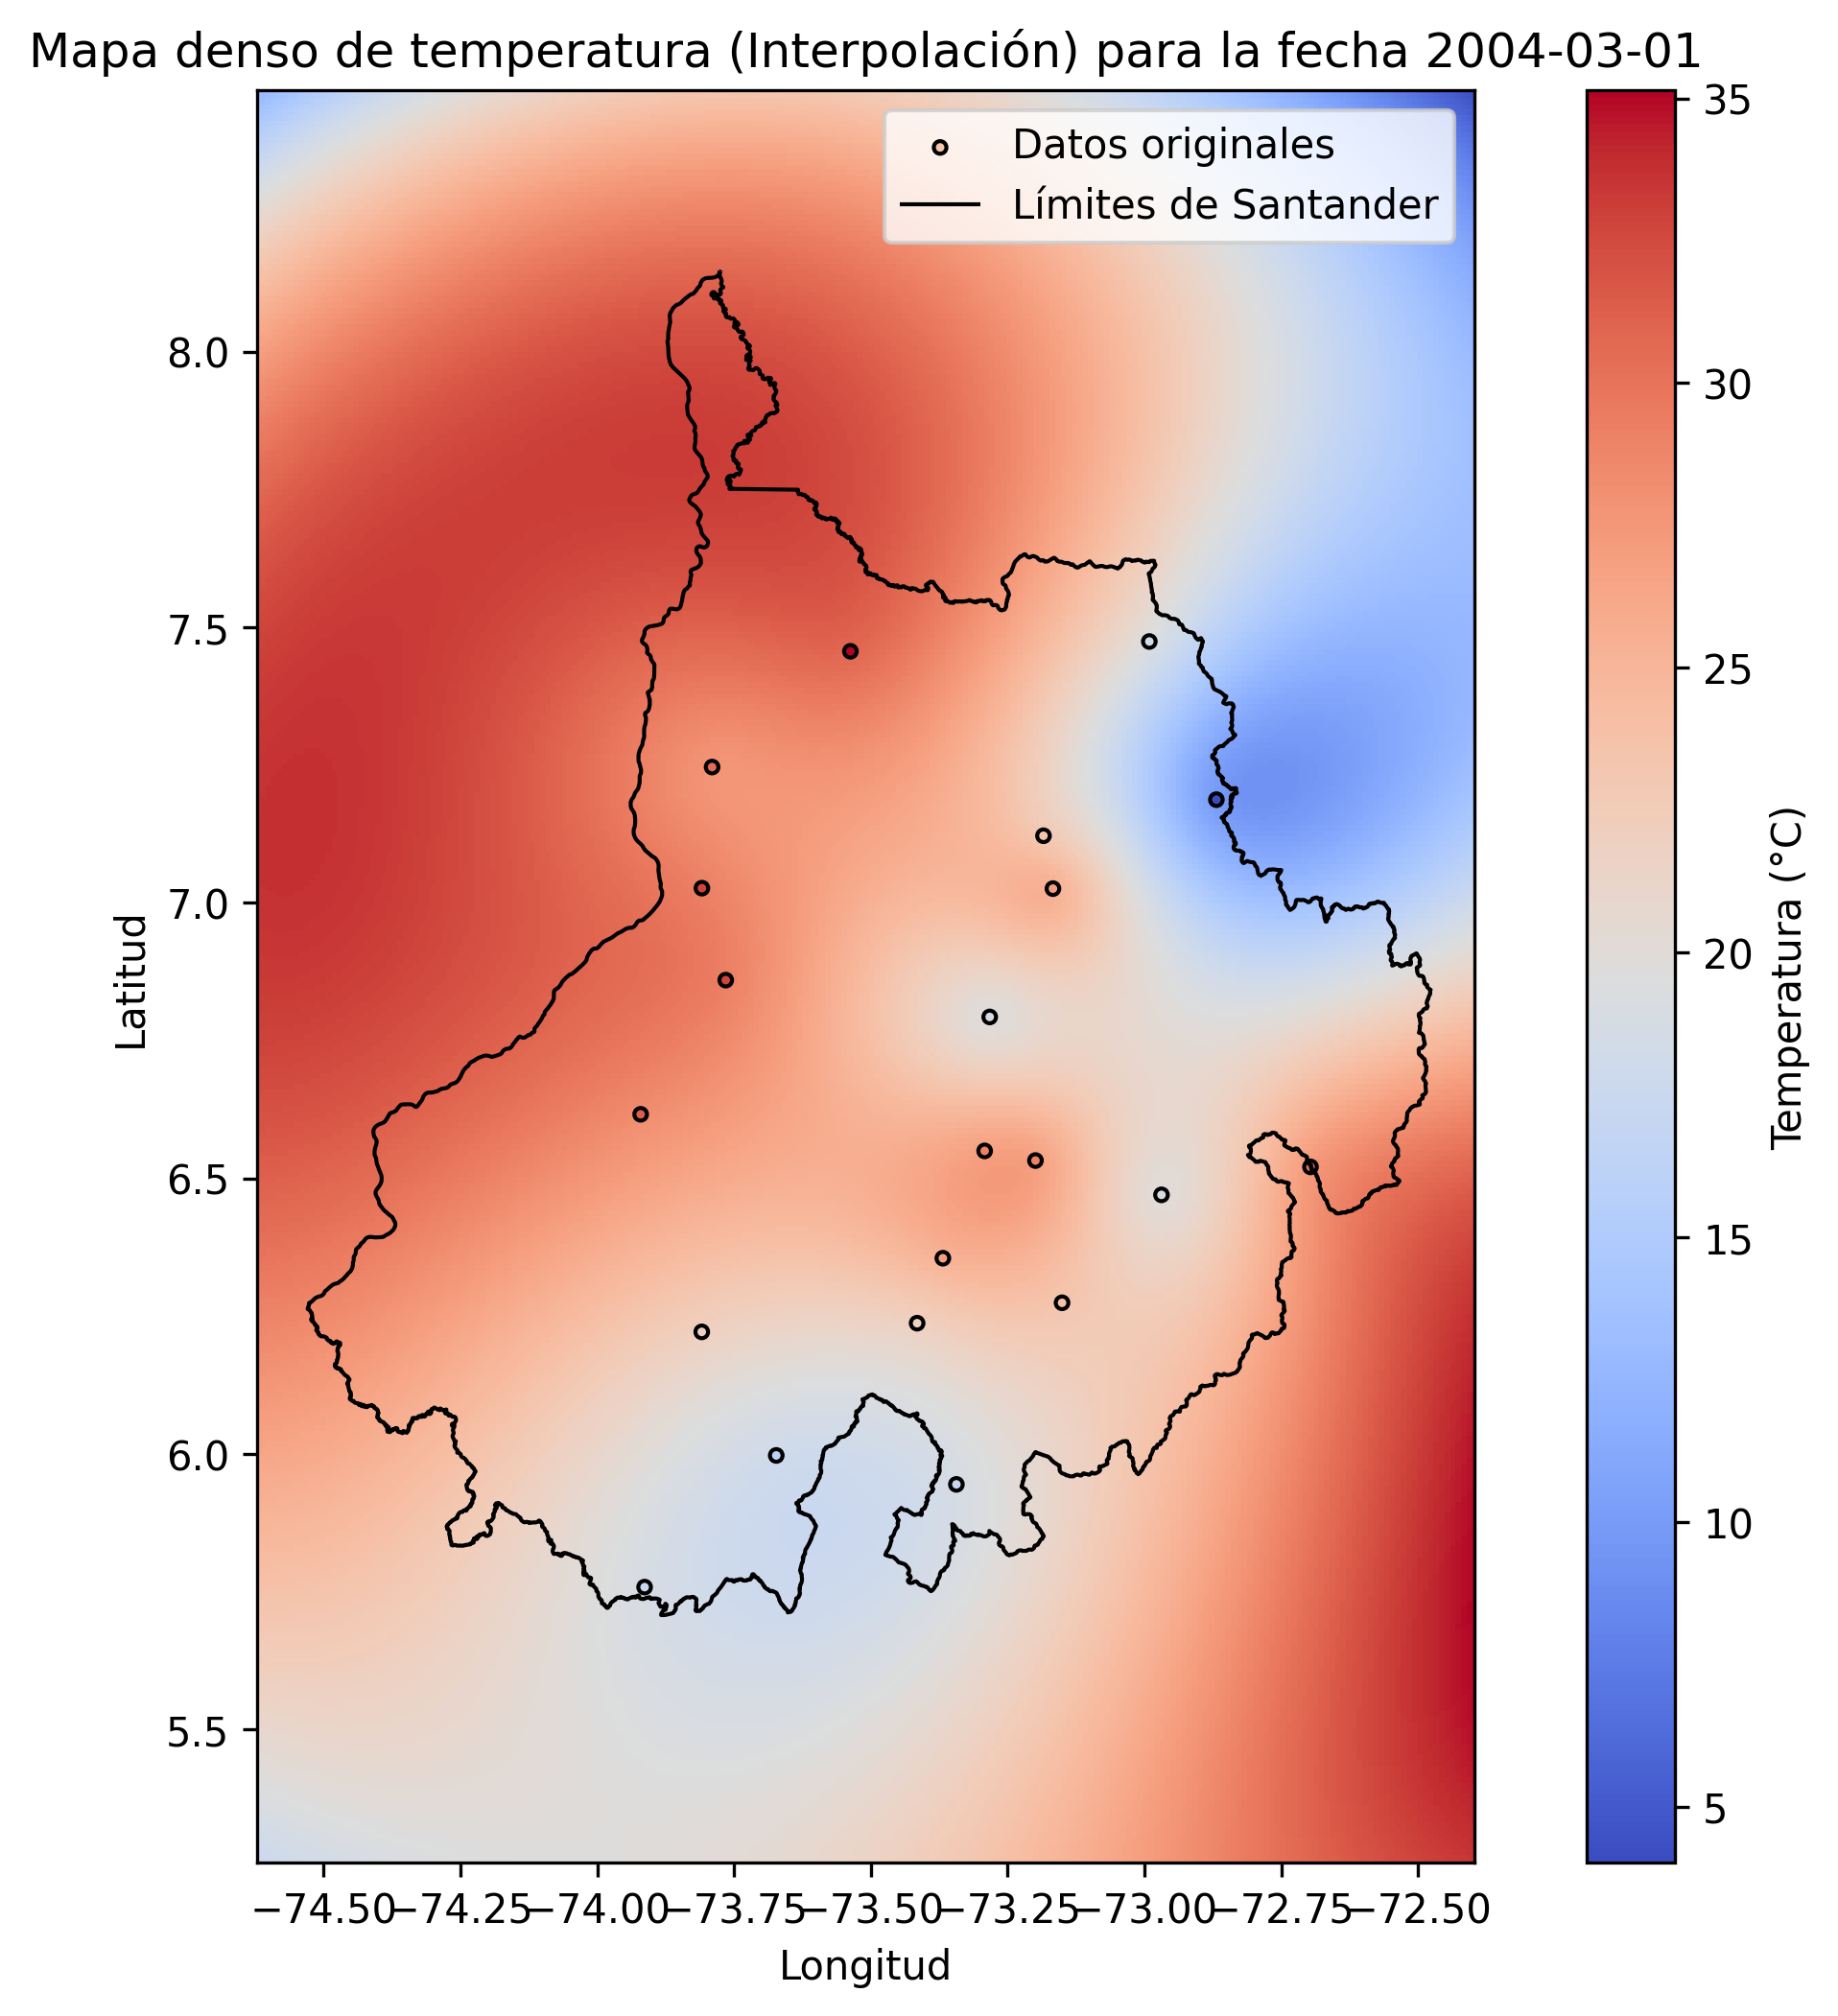 Mapa denso de temperatura (Interpolación) para la fecha 2004-03-01
Datos originales
Límites de Santander
8.0
7.5
7.0
6.5
6.0
5.5
Latitud
−74.50 −74.25 −74.00 −73.75 −73.50 −73.25 −73.00 −72.75 −72.50
Longitud
35
30
25
20
15
10
5
Temperatura (°C)